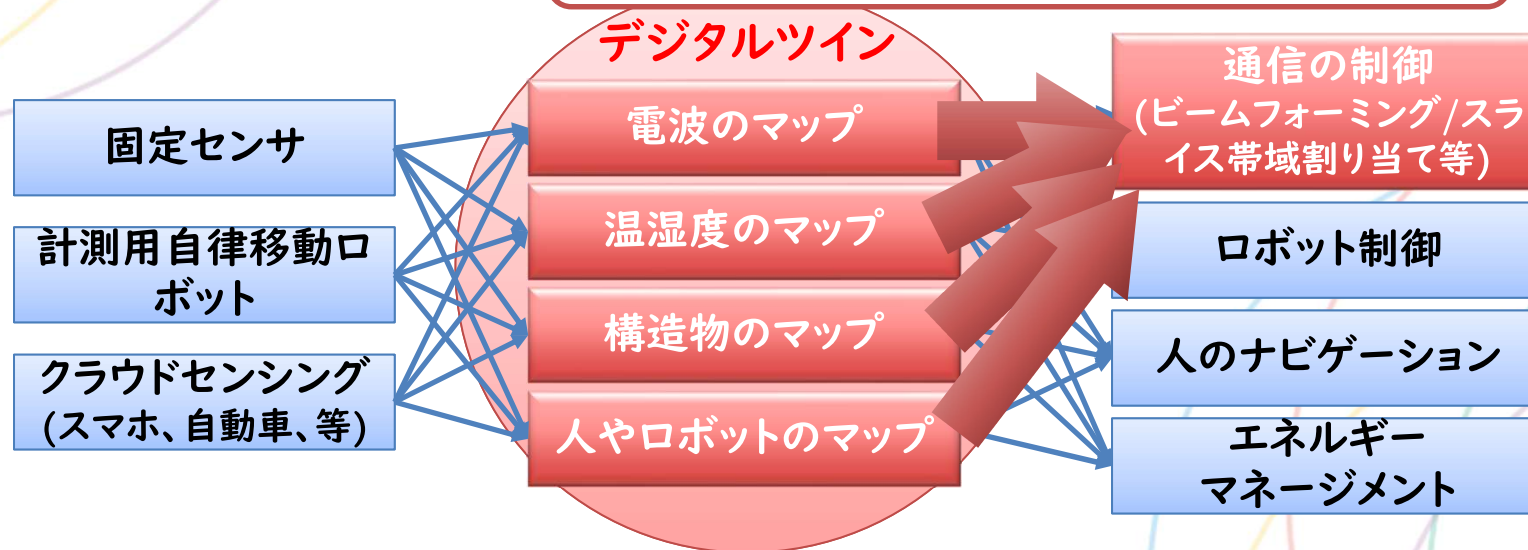 デジタルツイン
固定センサ
計測用自律移動ロ
ボット
クラウドセンシング
(スマホ、自動車、等)
電波のマップ
温湿度のマップ
構造物のマップ
人やロボットのマップ
通信の制御
(ビームフォーミング/スラ
イス帯域割り当て等)
ロボット制御
人のナビゲーション
エネルギー
マネージメント